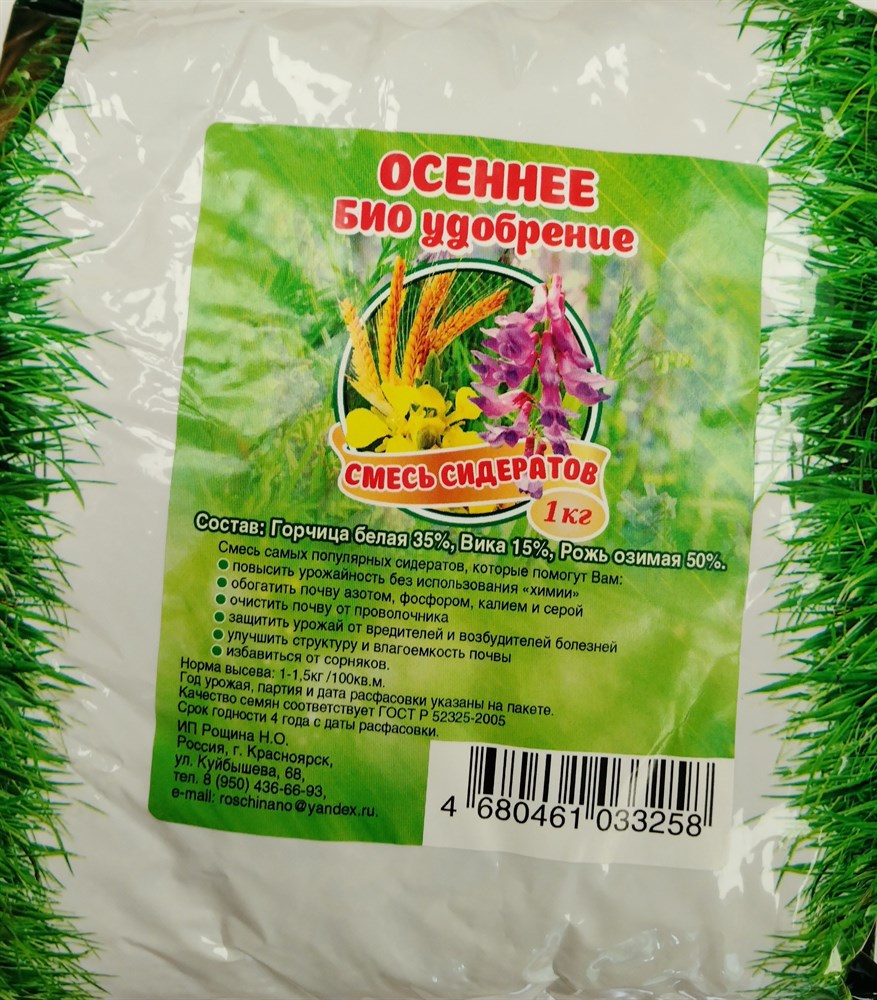 ОСЕННЕЕ
БИО удобрение
СМЕСЬ СИДЕРАТОВ
1 кг
Состав: Горчица белая 35%, Вика 15%, Рожь озимая 50%.
Смесь самых популярных сидератов, которые помогут Вам:
● повысить урожайность без использования «химии»
● обогатить почву азотом, фосфором, калием и серой
● очистить почву от проволочника
● защитить урожай от вредителей и возбудителей болезней
● улучшить структуру и влагоемкость почвы
● избавиться от сорняков.
Норма высева: 1-1,5кг /100кв.м.
Год урожая, партия и дата расфасовки указаны на пакете.
Качество семян соответствует ГОСТ Р 52325-2005
Срок годности 4 года с даты расфасовки.
ИП Рощина Н.О.
Россия, г. Красноярск,
ул. Куйбышева, 68,
тел. 8 (950) 436-66-93,
e-mail: roschinano@yandex.ru.
4 680461 033258